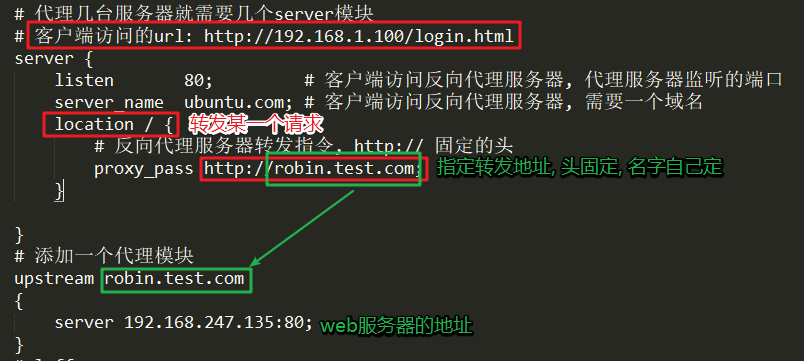 # 代理几台服务器就需要几个server模块
# 客户端访问的url: http://192.168.1.100/login.html
server {
listen 80; # 客户端访问反向代理服务器, 代理服务器监听的端口
server_name ubuntu.com; # 客户端访问反向代理服务器, 需要一个域名
location / { 转发某一个请求
# 反向代理服务器转发指令, http:// 固定的头
proxy_pass http://robin.test.com; 指定转发地址, 头固定, 名字自己定
}
}
# 添加一个代理模块
upstream robin.test.com
{
server 192.168.247.135:80; web服务器的地址
}